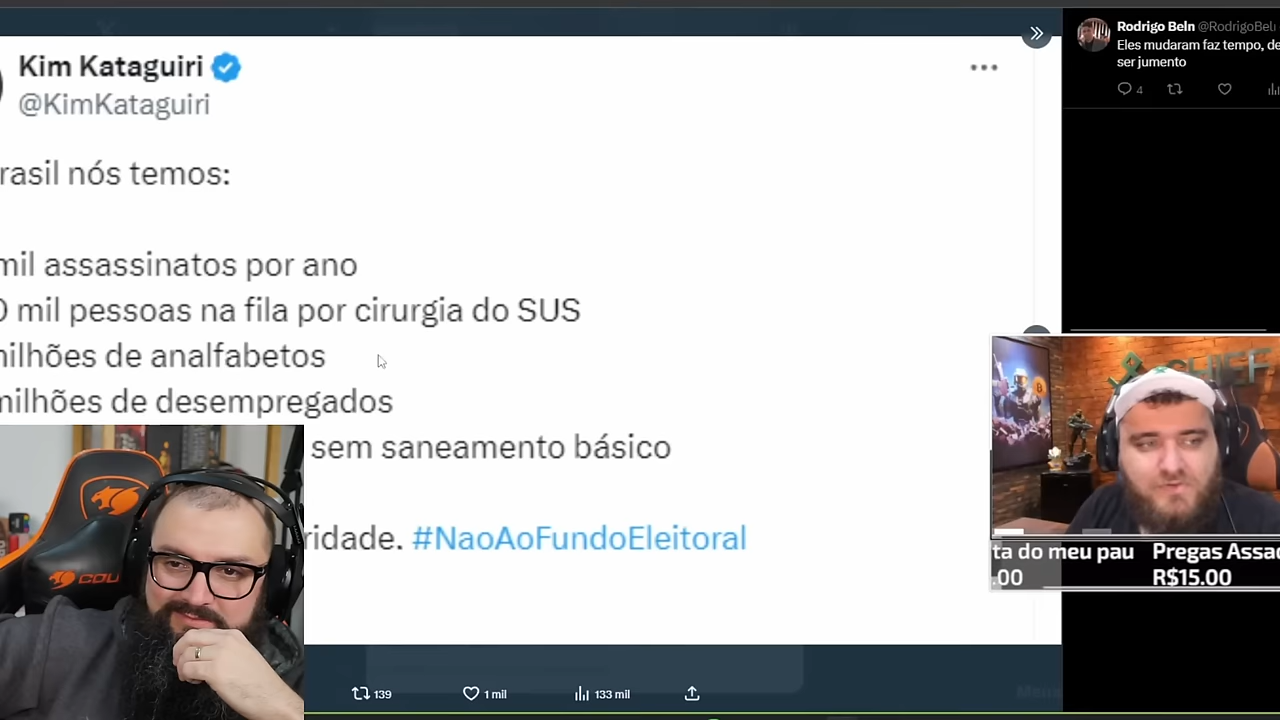 Kim Kataguiri
@KimKataguiri
rasil nós temos:
mil assassinatos por ano
0 mil pessoas na fila por cirurgia do SUS
milhões de analfabetos
milhões de desempregados
sem saneamento básico
ridade. #NaoAoFundoEleitoral
139
1 mil
133 mil
Rodrigo Beln @RodrigoBel
Eles mudaram faz tempo, de
ser jumento
4
CHIEF
ta do meu pau Pregas Assa
.00 R$15.00
COU